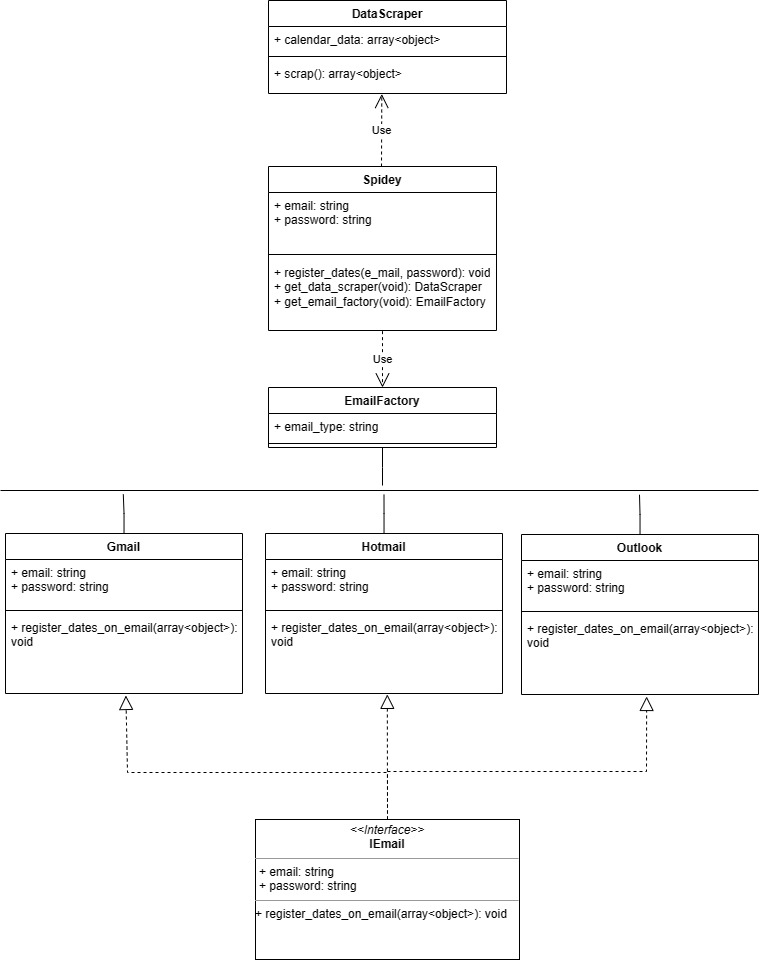 DataScraper
+ calendar_data: array<object>
+ scrap(): array<object>
Use
Spidey
+ email: string
+ password: string
+ register_dates(e_mail, password): void
+ get_data_scraper(void): DataScraper
+ get_email_factory(void): EmailFactory
Use
EmailFactory
+ email_type: string
Gmail
+ email: string
+ password: string
+ register_dates_on_email(array<object>):
void
Hotmail
+ email: string
+ password: string
+ register_dates_on_email(array<object>):
void
Outlook
+ email: string
+ password: string
+ register_dates_on_email(array<object>):
void
<<Interface>>
IEmail
+ email: string
+ password: string
+ register_dates_on_email(array<object>): void